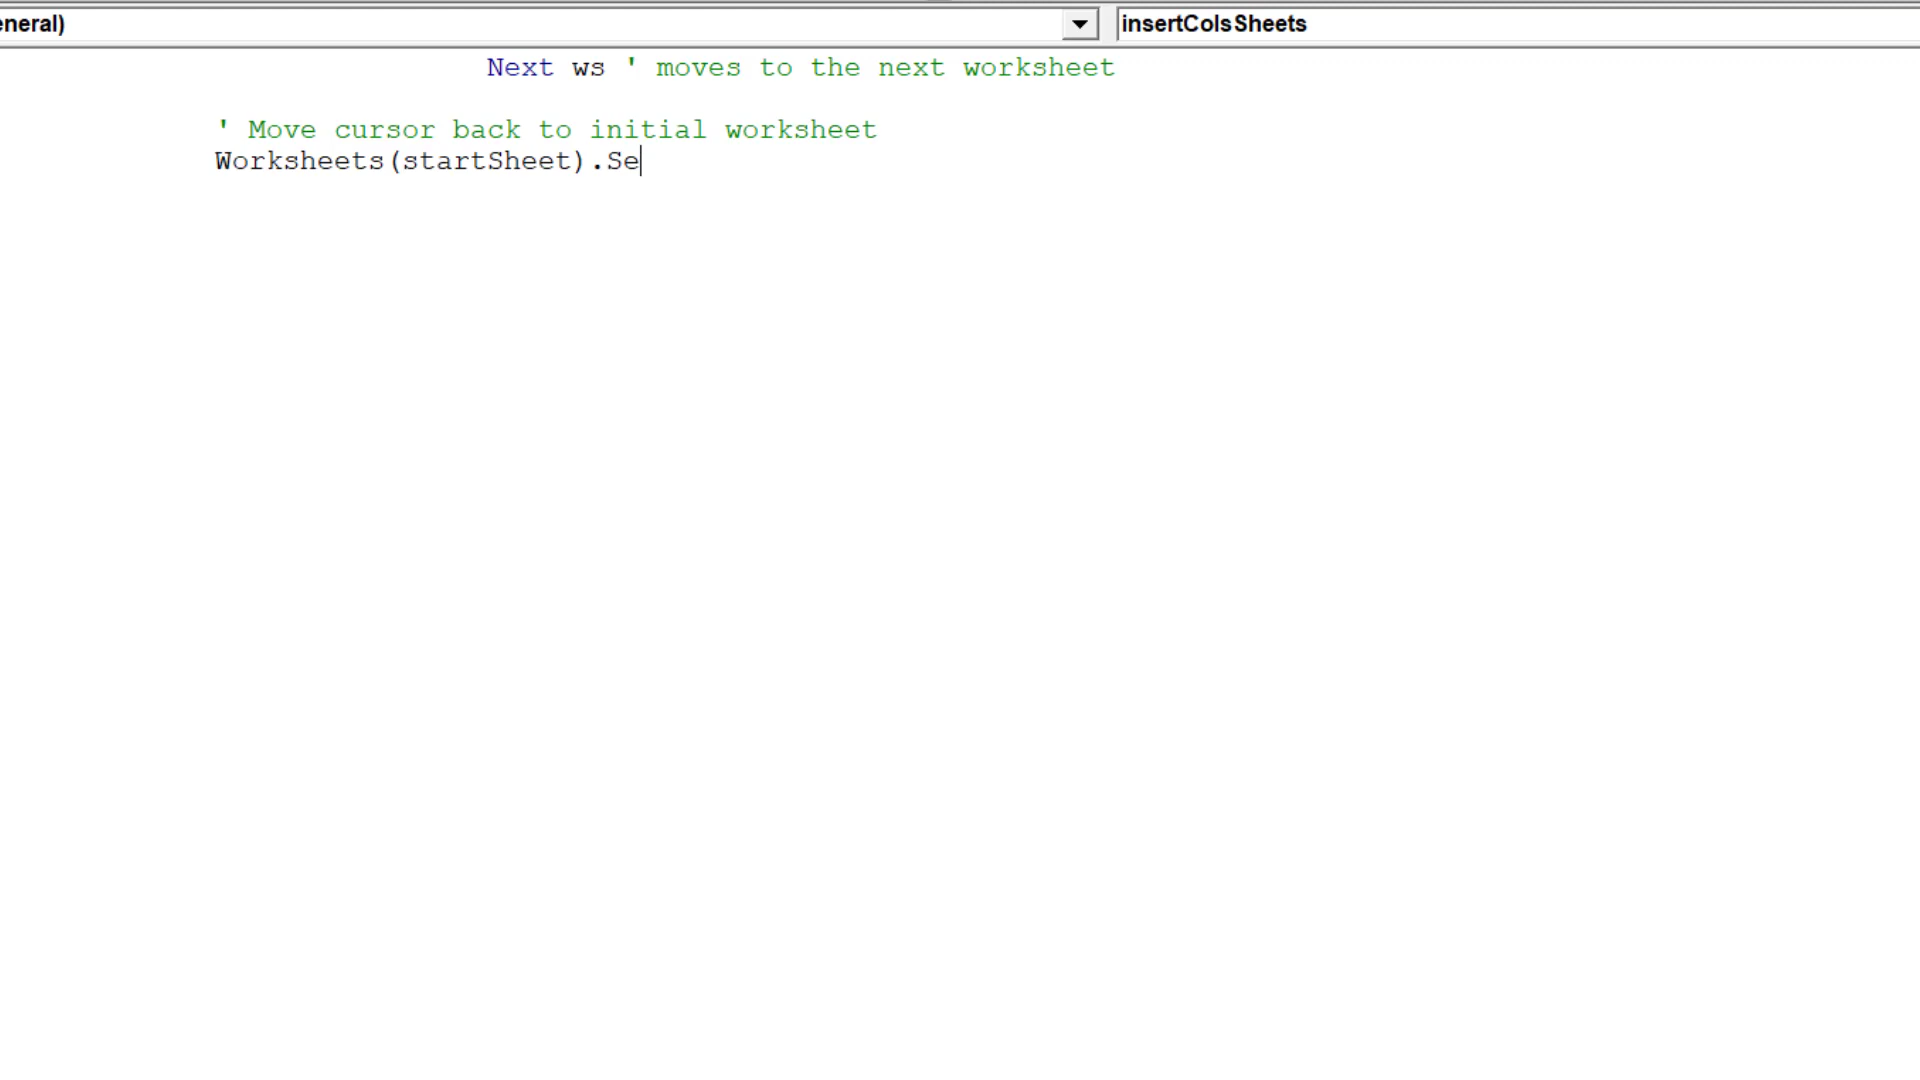 eneral)
insertColsSheets
Next ws ' moves to the next worksheet
' Move cursor back to initial worksheet
Worksheets(startSheet).Se